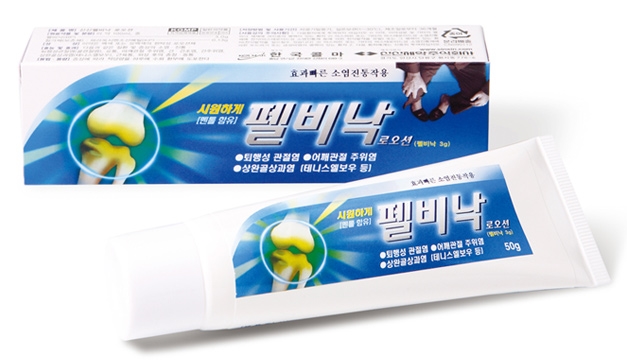 KGMP
한국콜마
효과빠른 소염진통작용
시원하게
[멘톨 함유]
펠비낙
로오션
(펠비낙 3g)
●퇴행성 관절염 ●어깨관절 주위염
●상완골상과염 (테니스엘보우 등)
효과빠른 소염진통작용
시원하게
[멘톨 함유]
펠비낙
로오션
(펠비낙 3g)
●퇴행성 관절염 ●어깨관절 주위염
●상완골상과염 (테니스엘보우 등)
50g